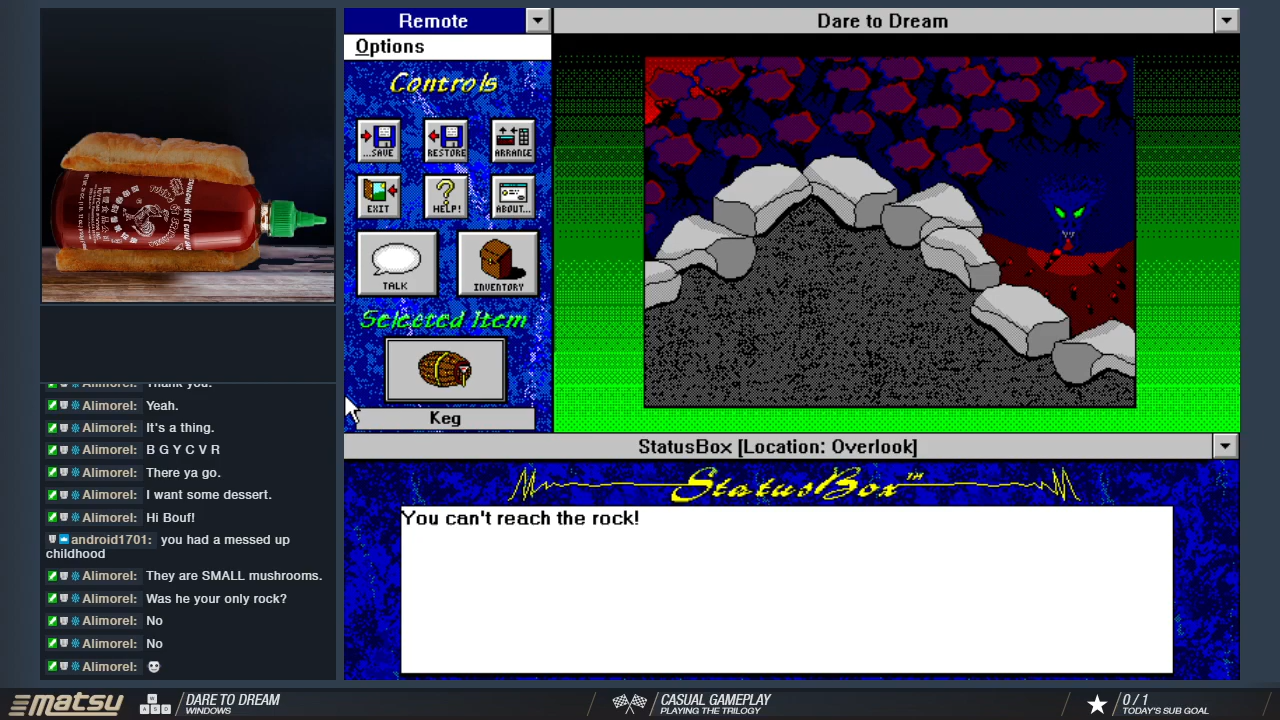 Remote
Options
Controls
...SAVE
RESTORE
ARRANGE
EXIT
HELP!
ABOUT...
TALK
INVENTORY
Selected Item
Keg
Dare to Dream
StatusBox [Location: Overlook]
StatusBox™
You can't reach the rock!
Alimorel: Thank you.
Alimorel: Yeah.
Alimorel: It's a thing.
Alimorel: B G Y C V R
Alimorel: There ya go.
Alimorel: I want some dessert.
Alimorel: Hi Bouf!
android1701: you had a messed up
childhood
Alimorel: They are SMALL mushrooms.
Alimorel: Was he your only rock?
Alimorel: No
Alimorel: No
Alimorel:
MATSU
W
A S D
DARE TO DREAM
WINDOWS
CASUAL GAMEPLAY
PLAYING THE TRILOGY
0 / 1
TODAY'S SUB GOAL